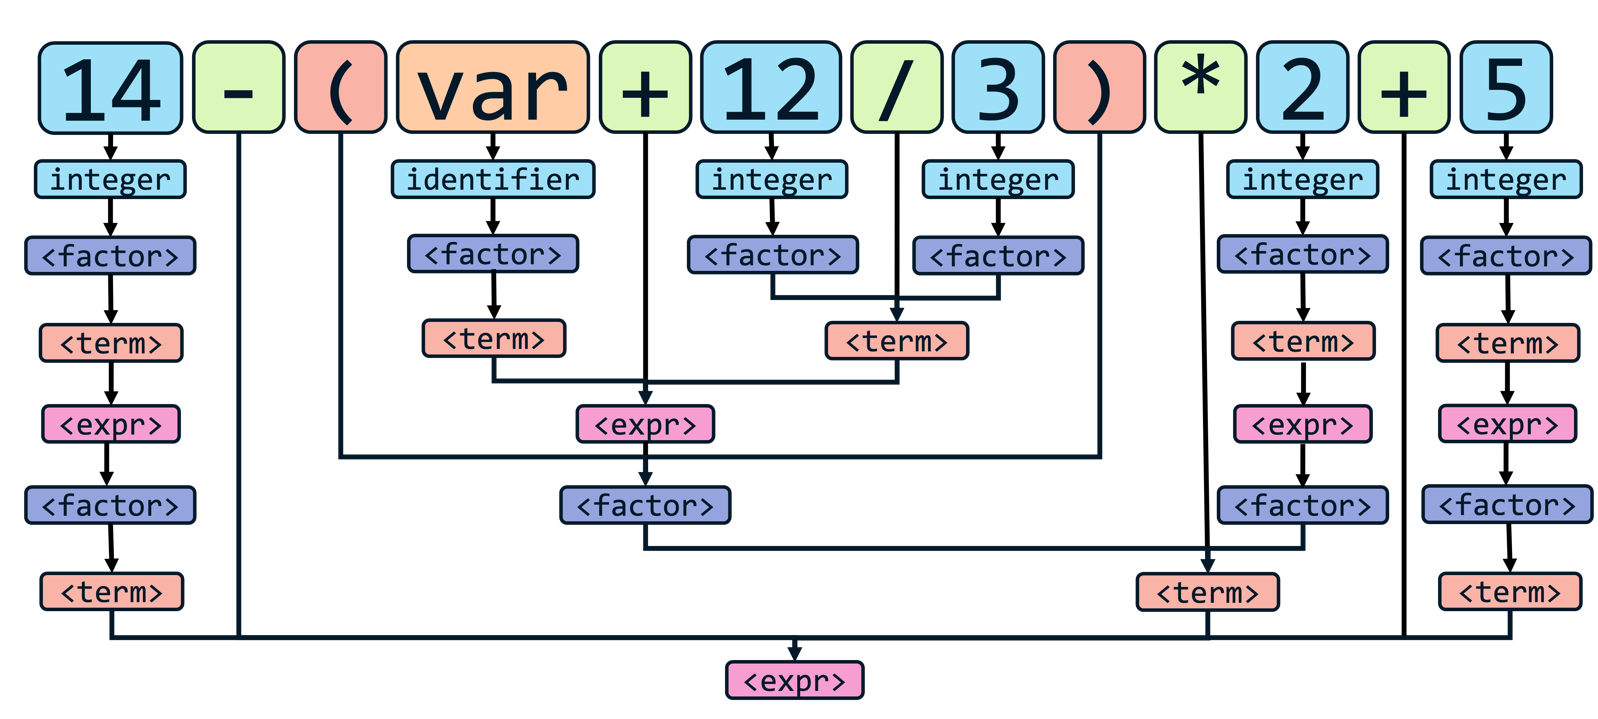 14 - ( var + 12 / 3 ) * 2 + 5
integer identifier integer integer integer integer
<factor> <factor> <factor> <factor> <factor> <factor>
<term> <term> <term> <term> <term>
<expr> <expr> <expr> <expr>
<factor> <factor> <factor> <factor>
<term> <term> <term>
<expr>